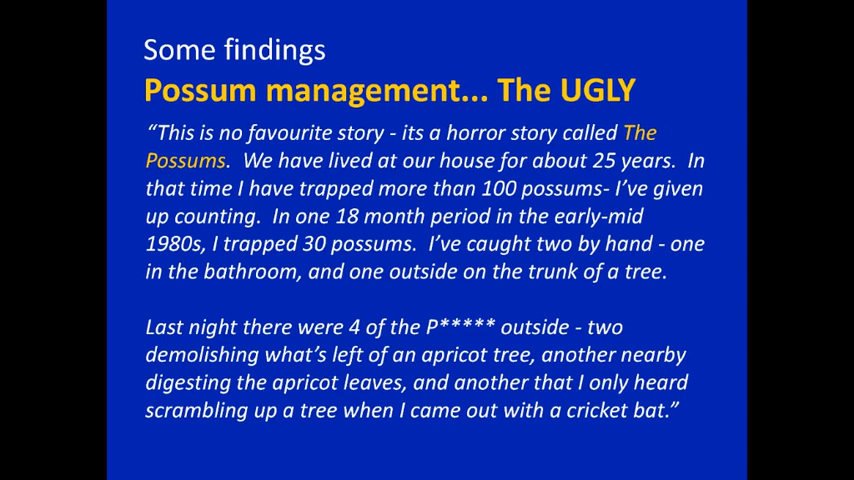 Some findings
Possum management... The UGLY
“This is no favourite story - its a horror story called The
Possums.  We have lived at our house for about 25 years.  In
that time I have trapped more than 100 possums- I’ve given
up counting.  In one 18 month period in the early-mid
1980s, I trapped 30 possums.  I’ve caught two by hand - one
in the bathroom, and one outside on the trunk of a tree.
Last night there were 4 of the P***** outside - two
demolishing what’s left of an apricot tree, another nearby
digesting the apricot leaves, and another that I only heard
scrambling up a tree when I came out with a cricket bat.”